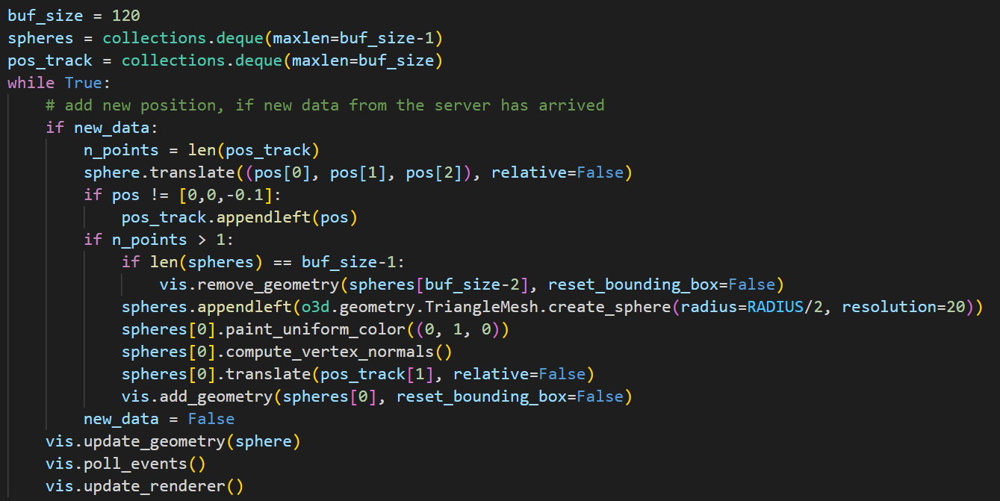 buf_size = 120
spheres = collections.deque(maxlen=buf_size-1)
pos_track = collections.deque(maxlen=buf_size)
while True:
    # add new position, if new data from the server has arrived
    if new_data:
        n_points = len(pos_track)
        sphere.translate((pos[0], pos[1], pos[2]), relative=False)
        if pos != [0,0,-0.1]:
            pos_track.appendleft(pos)
        if n_points > 1:
            if len(spheres) == buf_size-1:
                vis.remove_geometry(spheres[buf_size-2], reset_bounding_box=False)
            spheres.appendleft(o3d.geometry.TriangleMesh.create_sphere(radius=RADIUS/2, resolution=20))
            spheres[0].paint_uniform_color((0, 1, 0))
            spheres[0].compute_vertex_normals()
            spheres[0].translate(pos_track[1], relative=False)
            vis.add_geometry(spheres[0], reset_bounding_box=False)
        new_data = False
    vis.update_geometry(sphere)
    vis.poll_events()
    vis.update_renderer()